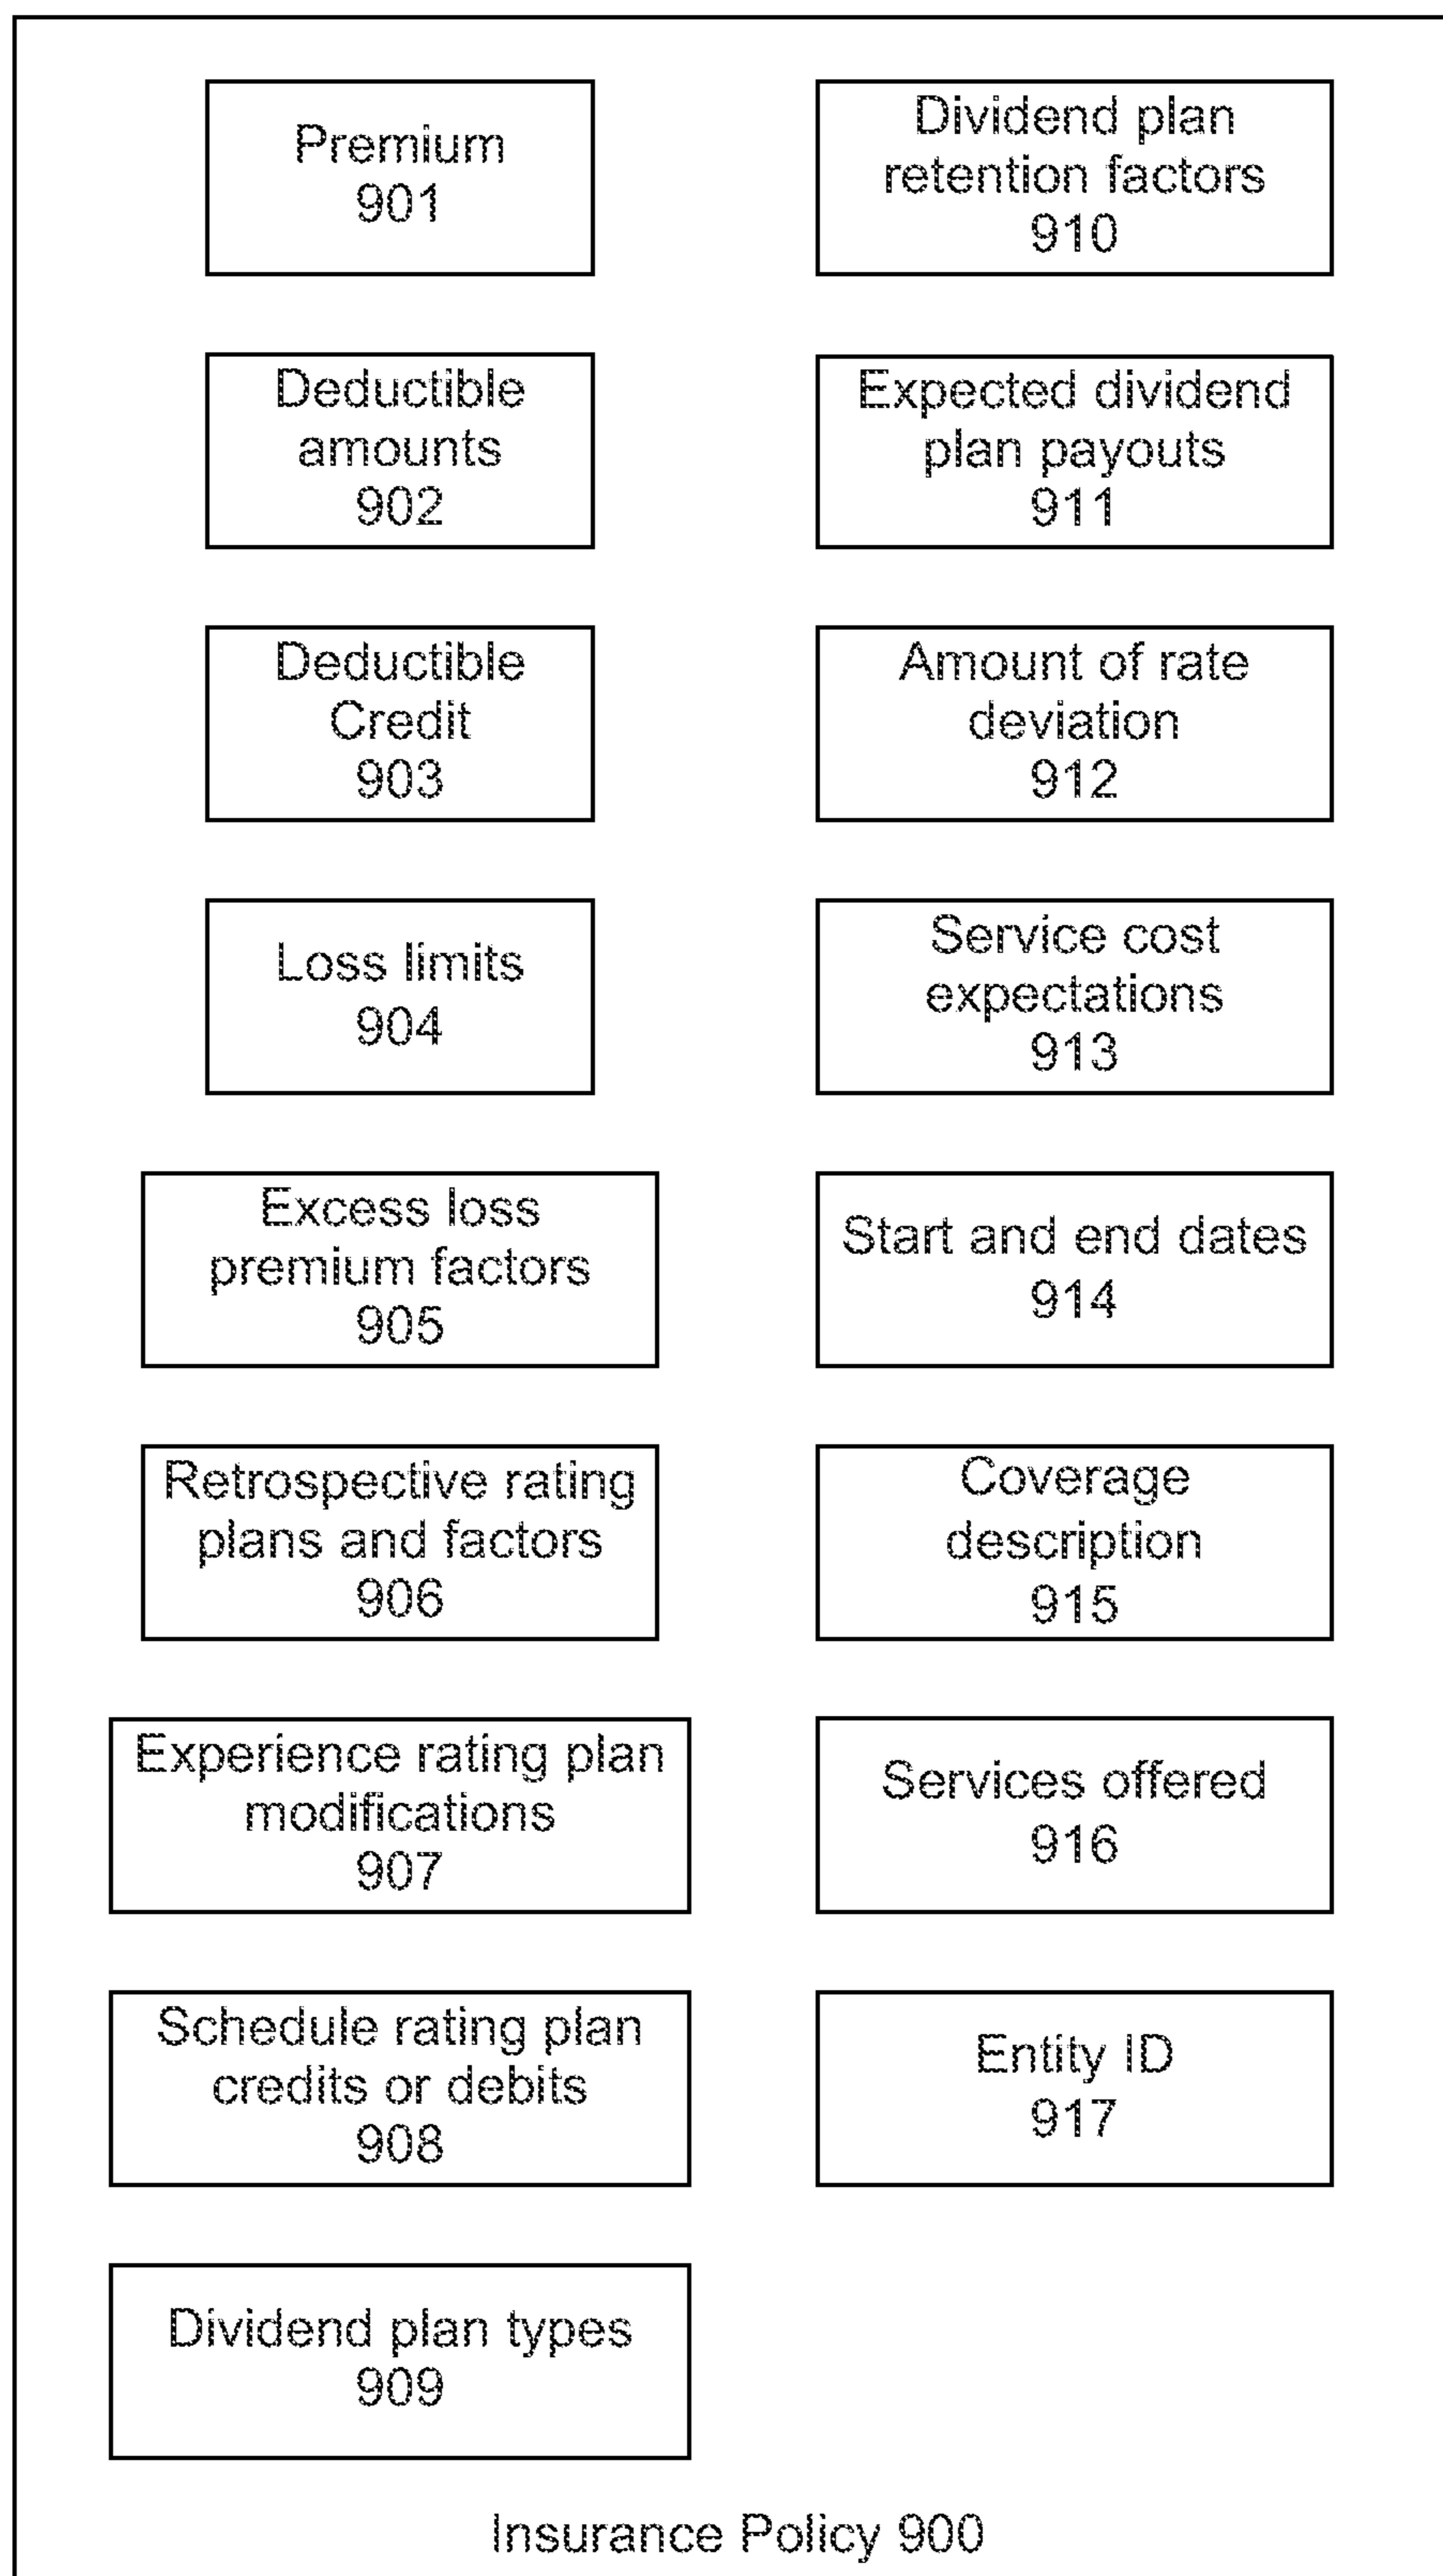 Premium
901
Deductible
amounts
902
Deductible
Credit
903
Loss limits
904
Excess loss
premium factors
905
Retrospective rating
plans and factors
906
Experience rating plan
modifications
907
Schedule rating plan
credits or debits
908
Dividend plan types
909
Dividend plan
retention factors
910
Expected dividend
plan payouts
911
Amount of rate
deviation
912
Service cost
expectations
913
Start and end dates
914
Coverage
description
915
Services offered
916
Entity ID
917
Insurance Policy 900